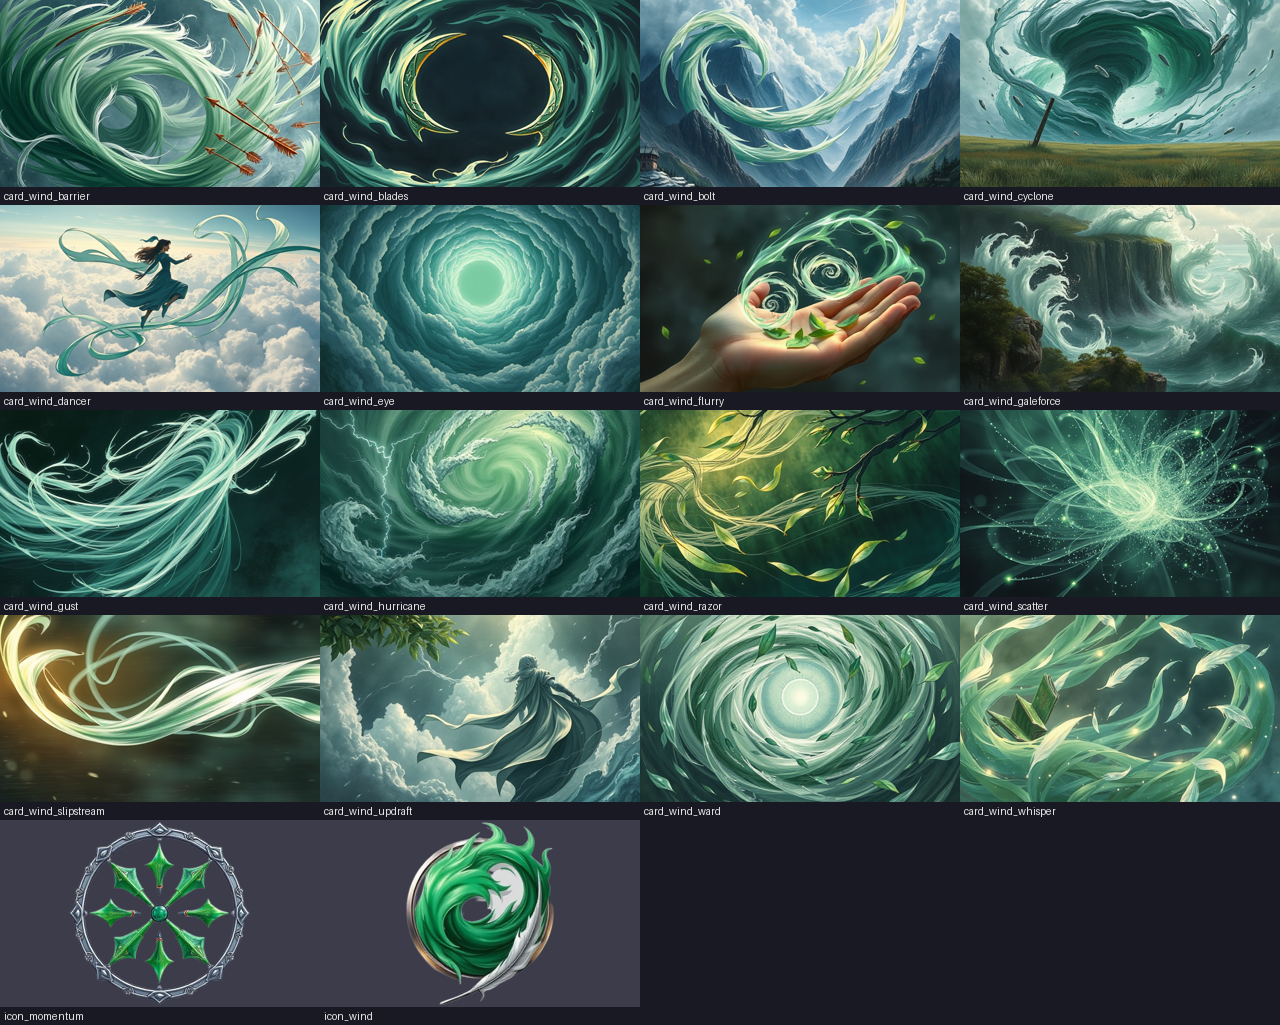 card_wind_barrier
card_wind_blades
card_wind_bolt
card_wind_cyclone
card_wind_dancer
card_wind_eye
card_wind_flurry
card_wind_galeforce
card_wind_gust
card_wind_hurricane
card_wind_razor
card_wind_scatter
card_wind_slipstream
card_wind_updraft
card_wind_ward
card_wind_whisper
icon_momentum
icon_wind